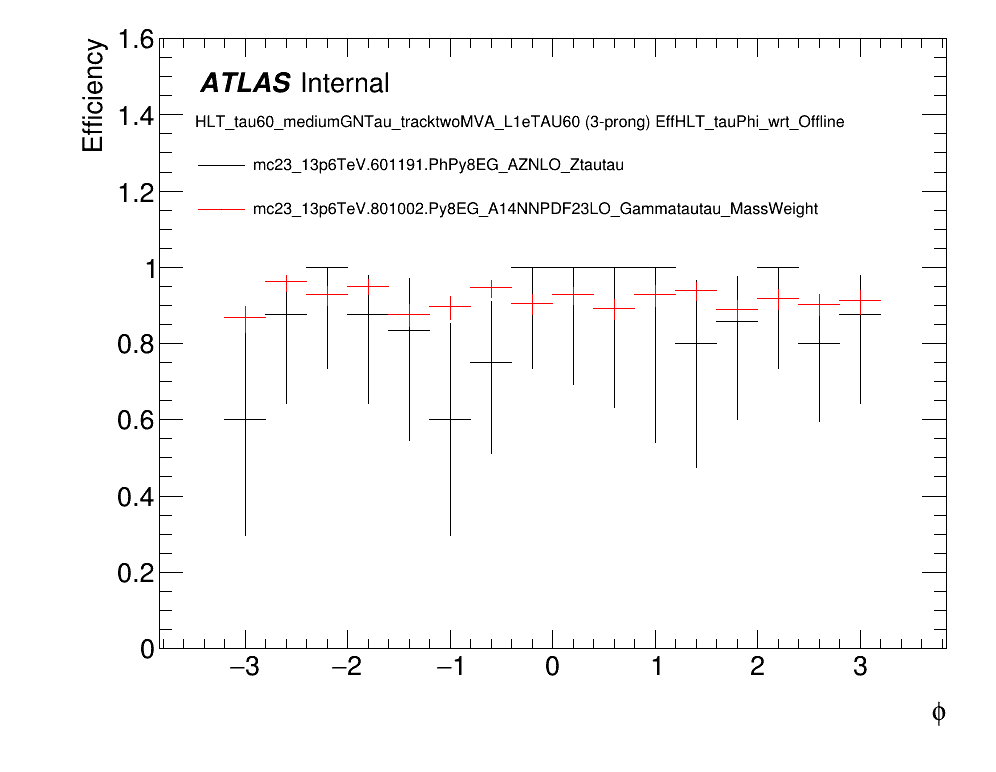 1.6
Efficiency
ATLAS Internal
1.4
HLT_tau60_mediumGNTau_tracktwoMVA_L1eTAU60 (3-prong) EffHLT_tauPhi_wrt_Offline
mc23_13p6TeV.601191.PhPy8EG_AZNLO_Ztautau
1.2
mc23_13p6TeV.801002.Py8EG_A14NNPDF23LO_Gammatautau_MassWeight
1
0.8
0.6
0.4
0.2
0
−3 −2 −1 0 1 2 3
ϕ